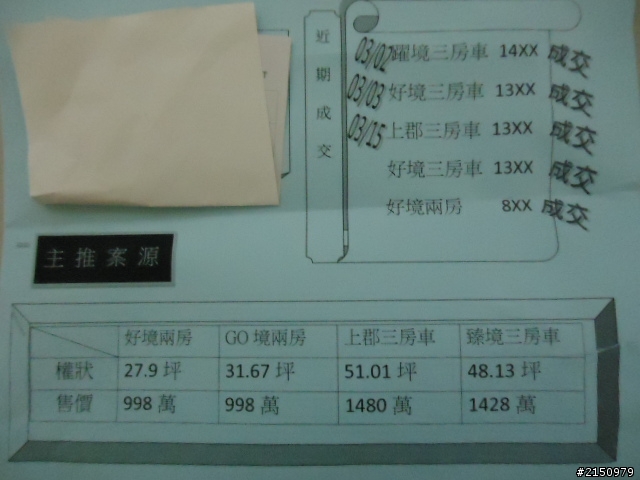 近期成交
03/02 躍境三房車 14XX 成交
03/03 好境三房車 13XX 成交
03/15 上郡三房車 13XX 成交
好境三房車 13XX 成交
好境兩房 8XX 成交
主推案源
好境兩房 GO 境兩房 上郡三房車 臻境三房車
權狀 27.9 坪 31.67 坪 51.01 坪 48.13 坪
售價 998 萬 998 萬 1480 萬 1428 萬
#2150979